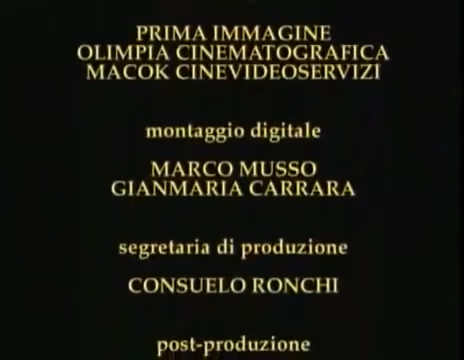 PRIMA IMMAGINE
OLIMPIA CINEMATOGRAFICA
MACOK CINEVIDEOSERVIZI
montaggio digitale
MARCO MUSSO
GIANMARIA CARRARA
segretaria di produzione
CONSUELO RONCHI
post-produzione